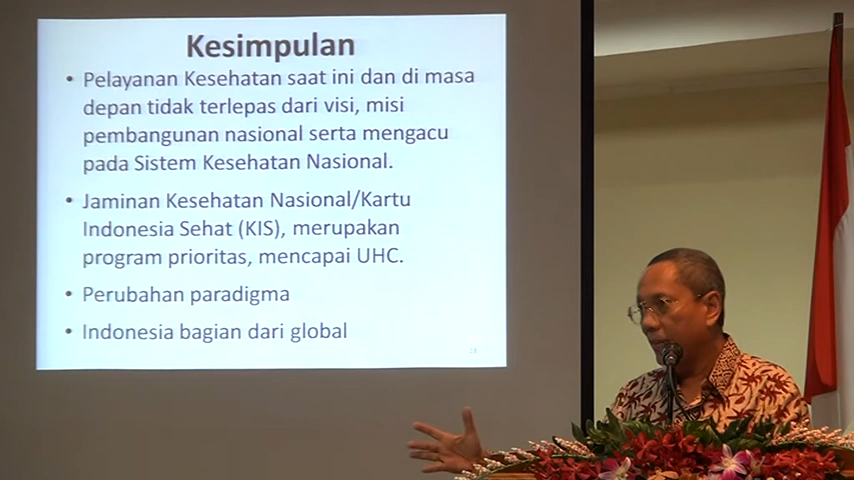 Kesimpulan
• Pelayanan Kesehatan saat ini dan di masa
depan tidak terlepas dari visi, misi
pembangunan nasional serta mengacu
pada Sistem Kesehatan Nasional.
• Jaminan Kesehatan Nasional/Kartu
Indonesia Sehat (KIS), merupakan
program prioritas, mencapai UHC.
• Perubahan paradigma
• Indonesia bagian dari global